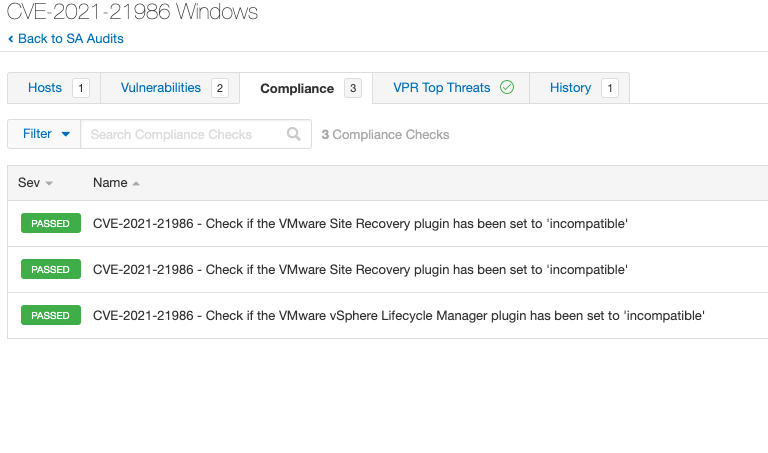 CVE-2021-21986 Windows
Back to SA Audits
Hosts 1 Vulnerabilities 2 Compliance 3 VPR Top Threats History 1
Filter Search Compliance Checks 3 Compliance Checks
Sev Name
PASSED CVE-2021-21986 - Check if the VMware Site Recovery plugin has been set to 'incompatible'
PASSED CVE-2021-21986 - Check if the VMware Site Recovery plugin has been set to 'incompatible'
PASSED CVE-2021-21986 - Check if the VMware vSphere Lifecycle Manager plugin has been set to 'incompatible'